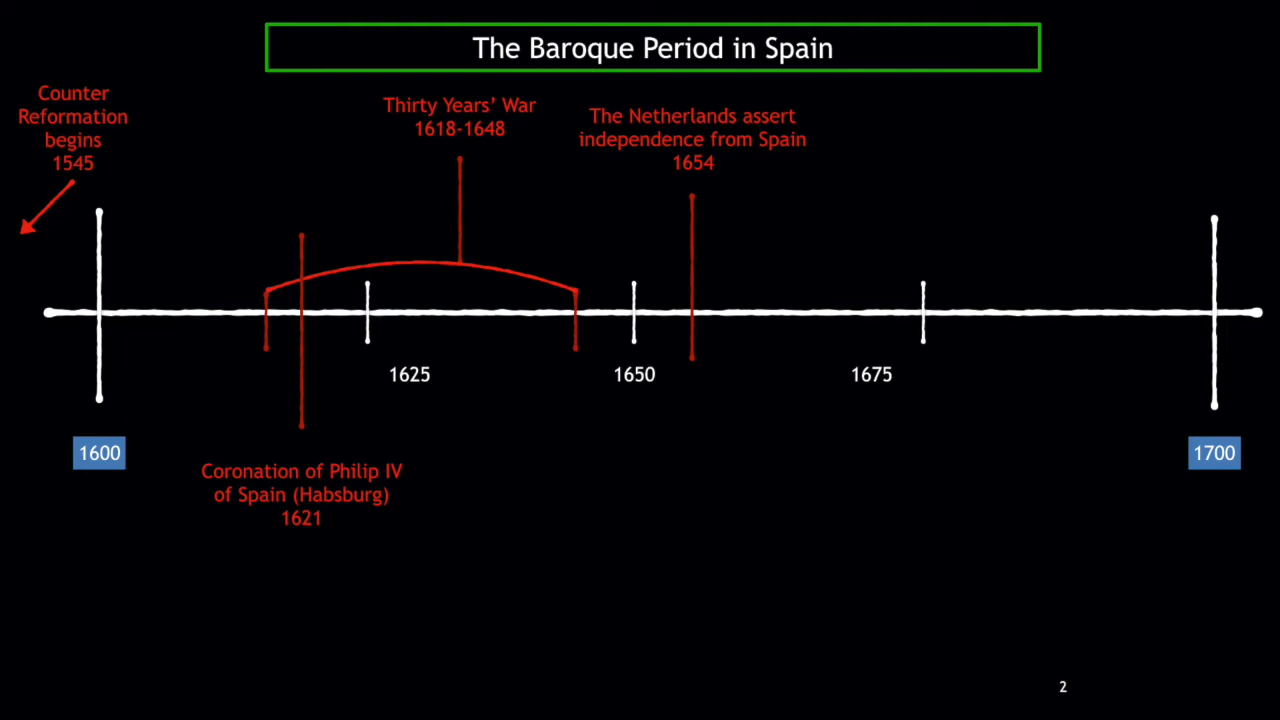 The Baroque Period in Spain
Counter
Reformation
begins
1545
Thirty Years’ War
1618-1648
The Netherlands assert
independence from Spain
1654
1625
1650
1675
1600
1700
Coronation of Philip IV
of Spain (Habsburg)
1621
2